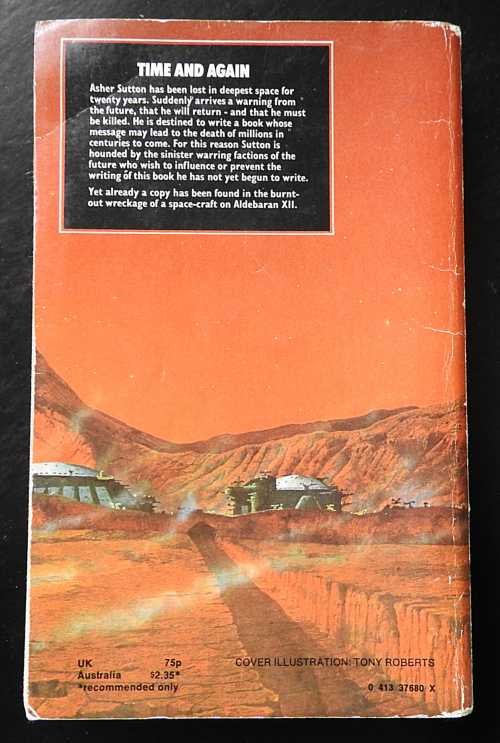 TIME AND AGAIN
Asher Sutton has been lost in deepest space for
twenty years. Suddenly arrives a warning from
the future, that he will return - and that he must
be killed. He is destined to write a book whose
message may lead to the death of millions in
centuries to come. For this reason Sutton is
hounded by the sinister warring factions of the
future who wish to influence or prevent the
writing of this book he has not yet begun to write.
Yet already a copy has been found in the burnt-
out wreckage of a space-craft on Aldebaran XII.
UK 75p
Australia $2.35*
*recommended only
COVER ILLUSTRATION: TONY ROBERTS
0 413 37680 X